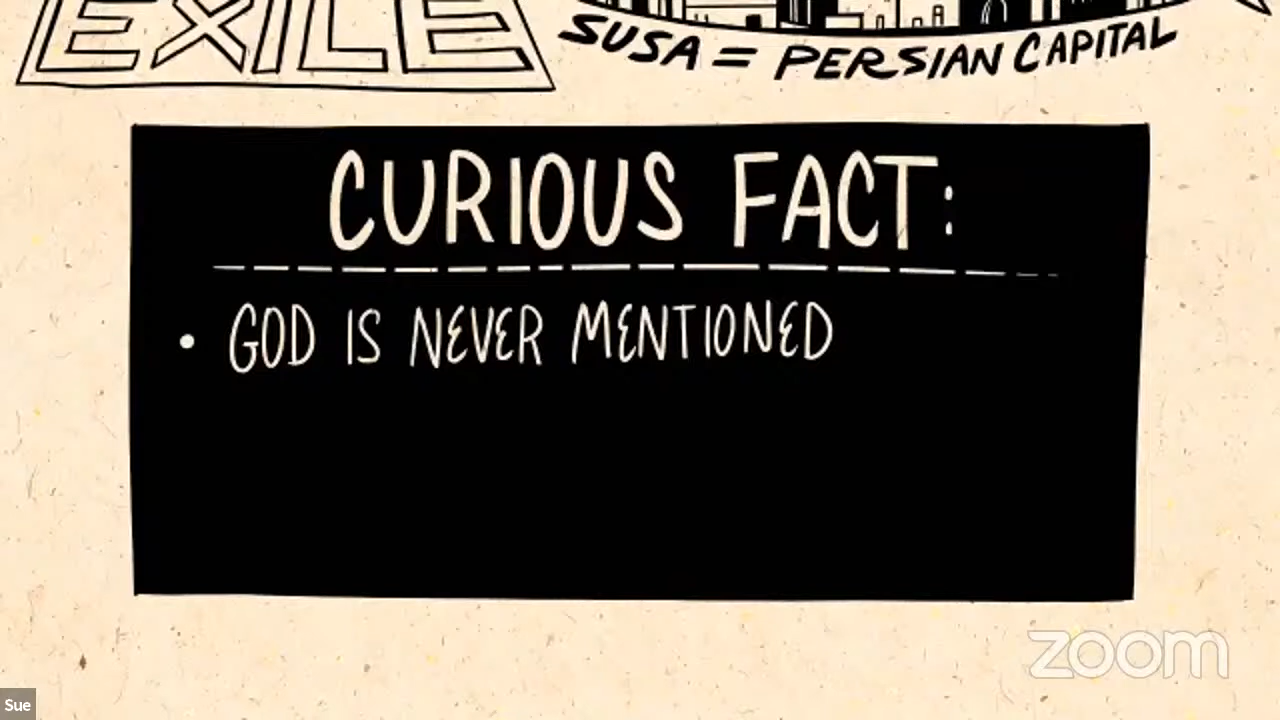 EXILE
SUSA = PERSIAN CAPITAL
CURIOUS FACT:
• GOD IS NEVER MENTIONED
zoom
Sue